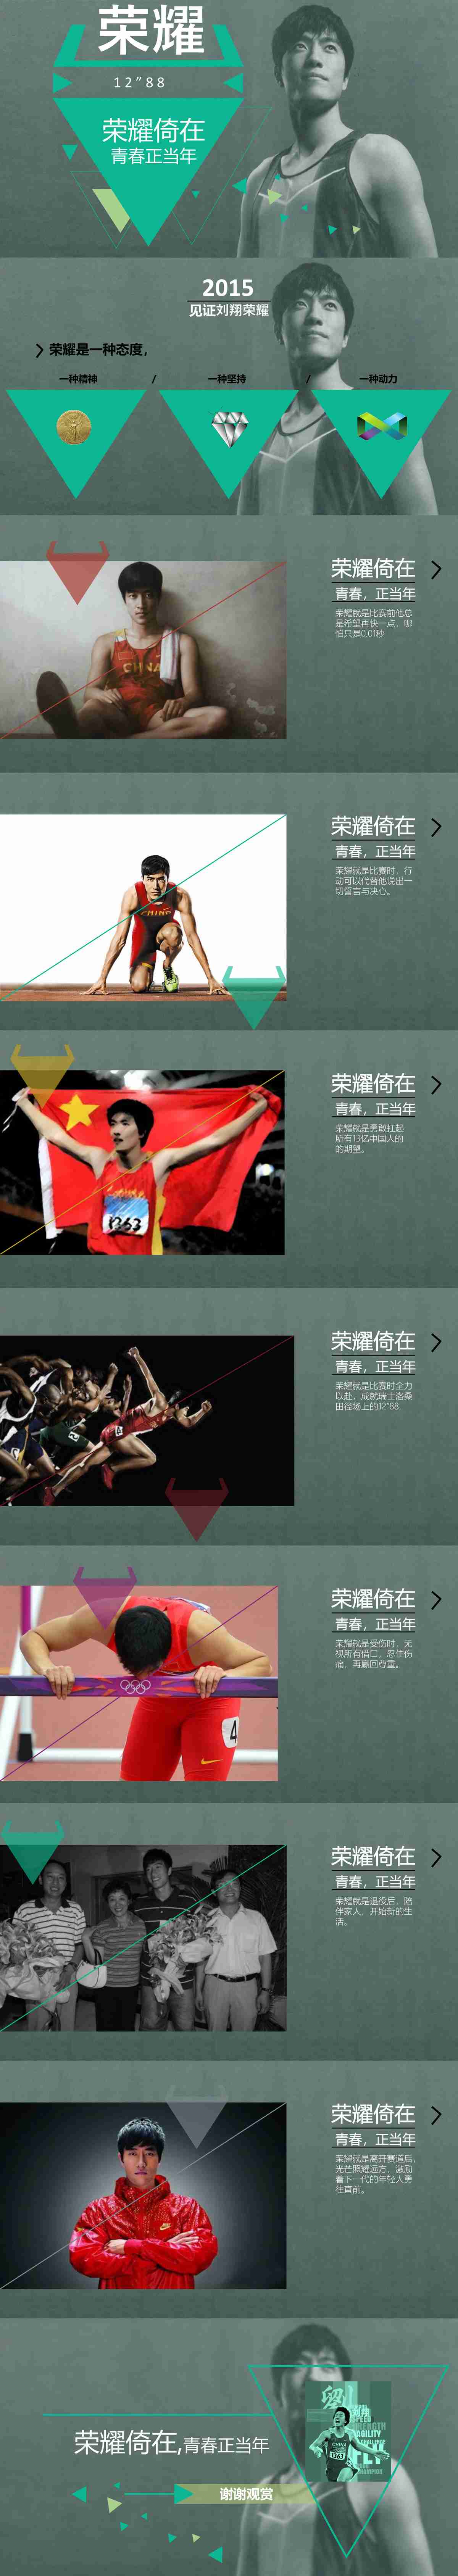 荣耀
12"88
荣耀倚在
青春正当年
2015
见证刘翔荣耀
荣耀是一种态度，
一种精神 / 一种坚持 / 一种动力
荣耀倚在
青春，正当年
荣耀就是比赛前他总
是希望再快一点，哪
怕只是0.01秒
CHINA
荣耀倚在
青春，正当年
荣耀就是比赛时，行
动可以代替他说出一
切誓言与决心。
CHINA
荣耀倚在
青春，正当年
荣耀就是勇敢扛起
所有13亿中国人的
的期望。
1363
荣耀倚在
青春，正当年
荣耀就是比赛时全力
以赴，成就瑞士洛桑
田径场上的12"88.
荣耀倚在
青春，正当年
荣耀就是受伤时，无
视所有借口，忍住伤
痛，再赢回尊重。
4
荣耀倚在
青春，正当年
荣耀就是退役后，陪
伴家人，开始新的生
活。
荣耀倚在
青春，正当年
荣耀就是离开赛道后，
光芒照耀远方，激励
着下一代的年轻人勇
往直前。
刘翔
SPEED
STRENGTH
AGILITY
CHALLENGE
FLY
CHAMPION
CHINA
1363
荣耀倚在,青春正当年
谢谢观赏